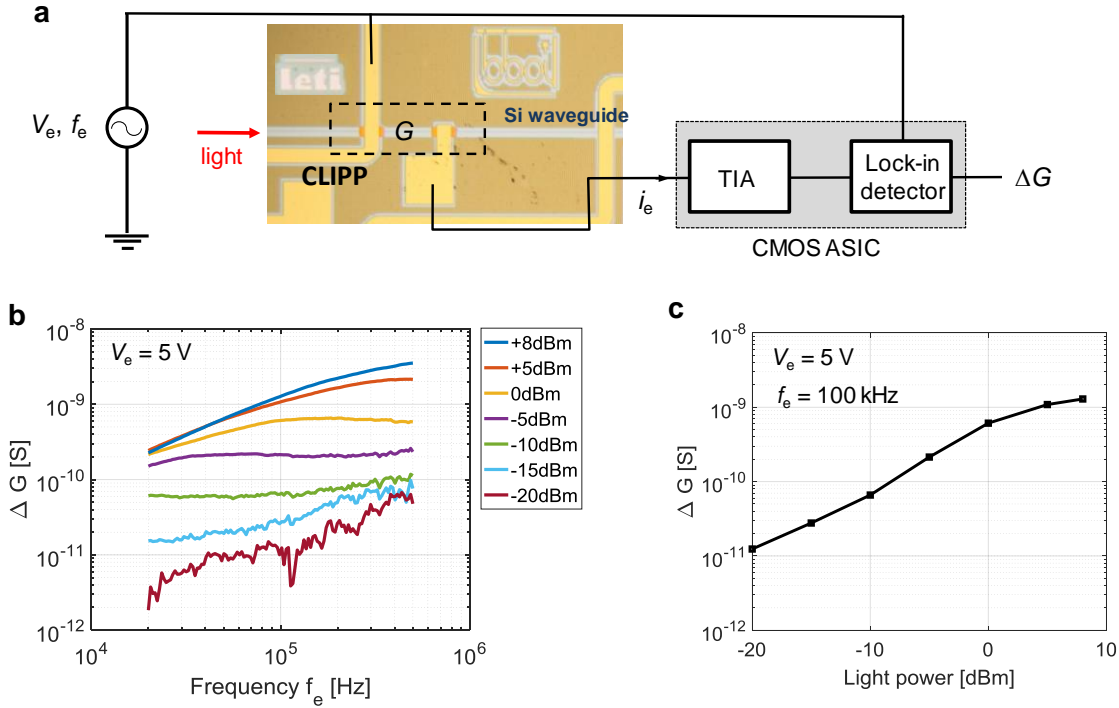 a
Vₑ, fₑ
light
leti
G
CLIPP
Si waveguide
iₑ
TIA
Lock-in
detector
ΔG
CMOS ASIC
b
Vₑ = 5 V
10⁻⁸
10⁻⁹
10⁻¹⁰
10⁻¹¹
10⁻¹²
Δ G [S]
10⁴
10⁵
10⁶
Frequency fₑ [Hz]
+8dBm
+5dBm
0dBm
-5dBm
-10dBm
-15dBm
-20dBm
c
Vₑ = 5 V
fₑ = 100 kHz
10⁻⁸
10⁻⁹
10⁻¹⁰
10⁻¹¹
10⁻¹²
Δ G [S]
-20
-10
0
10
Light power [dBm]